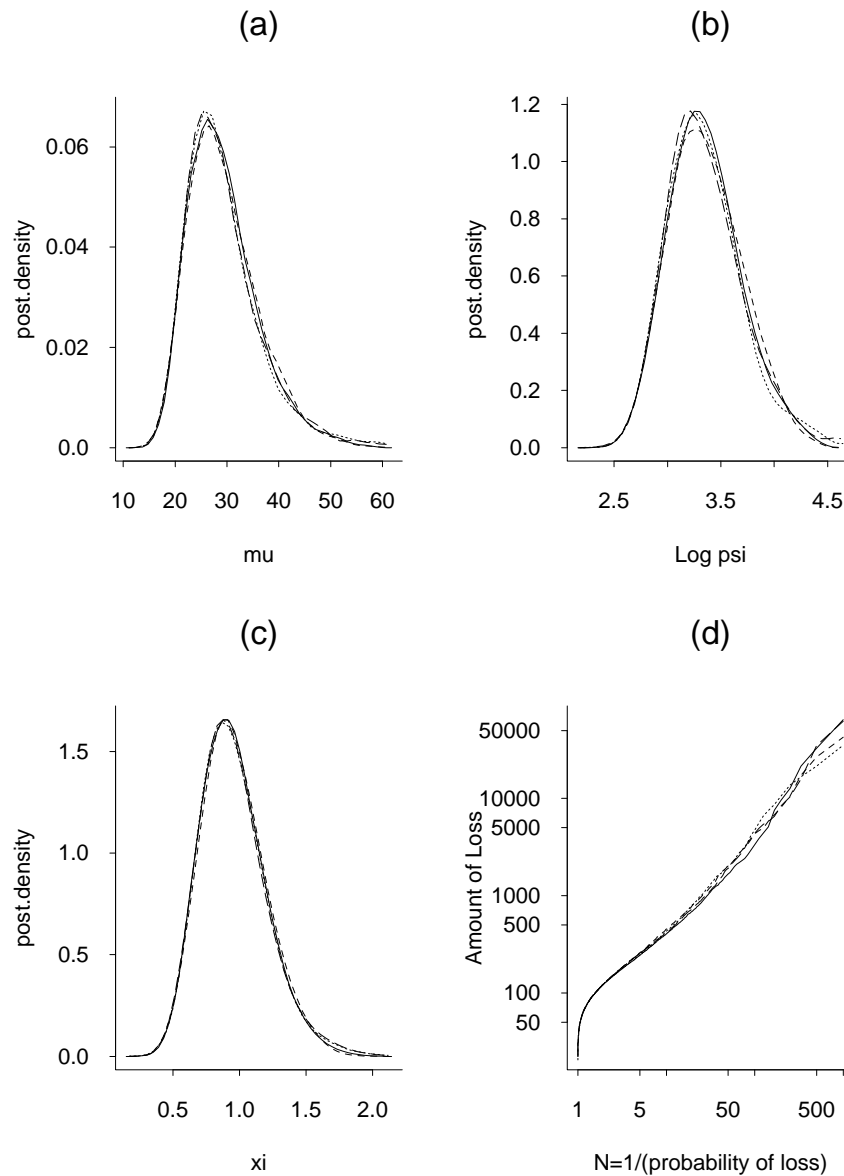 (a)
post.density
0.06
0.04
0.02
0.0
10 20 30 40 50 60
mu
(b)
post.density
1.2
1.0
0.8
0.6
0.4
0.2
0.0
2.5 3.5 4.5
Log psi
(c)
post.density
1.5
1.0
0.5
0.0
0.5 1.0 1.5 2.0
xi
(d)
Amount of Loss
50000
10000
5000
1000
500
100
50
1 5 50 500
N=1/(probability of loss)